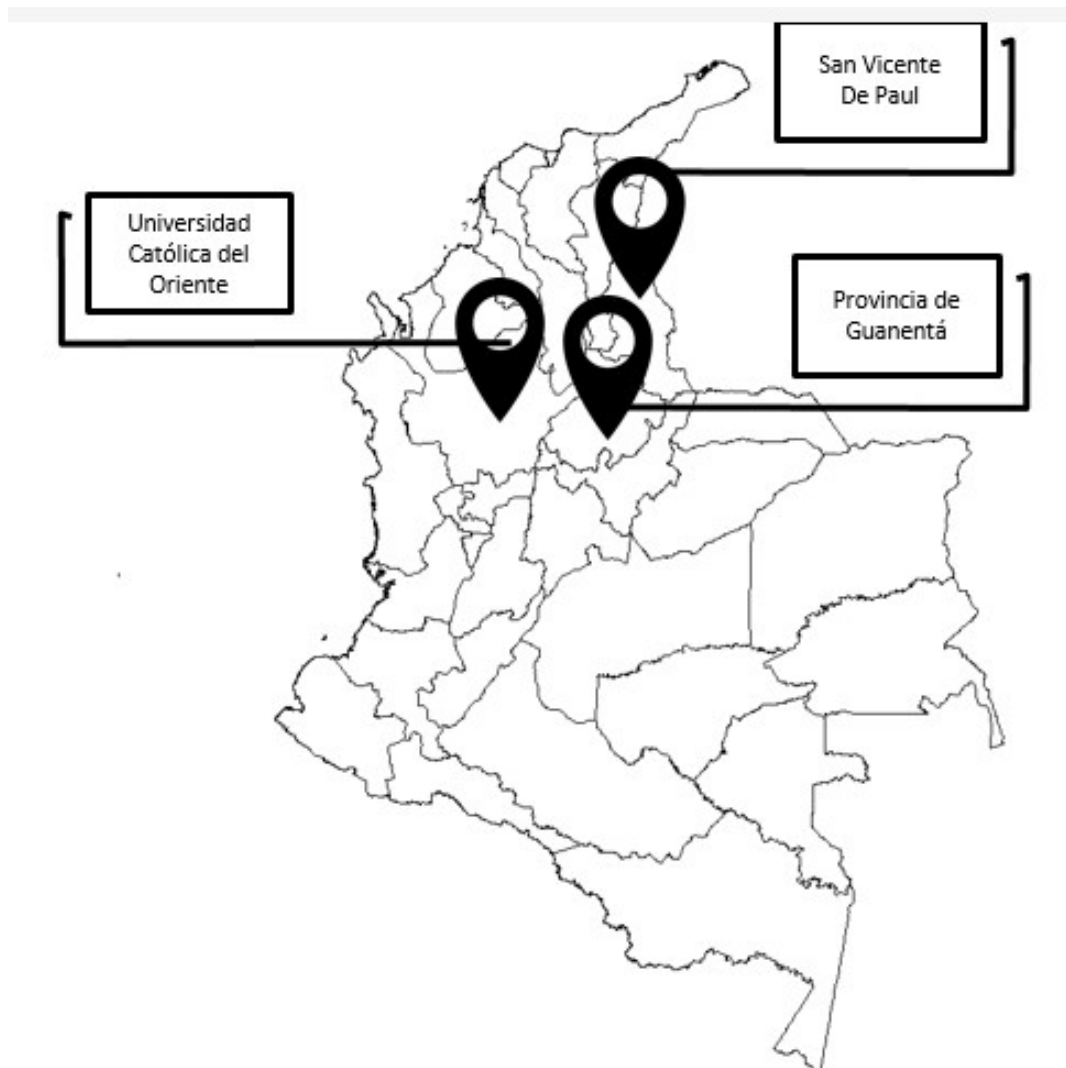 San Vicente
De Paul
Universidad
Católica del
Oriente
Provincia de
Guanentá